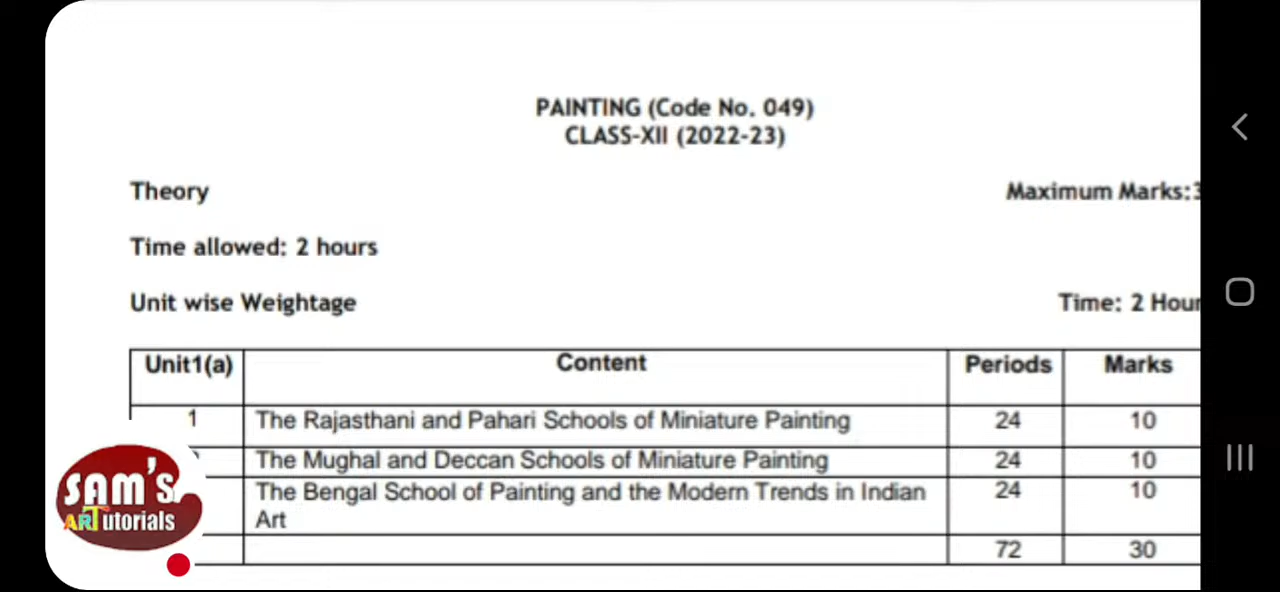 PAINTING (Code No. 049)
CLASS-XII (2022-23)
Theory
Maximum Marks:3
Time allowed: 2 hours
Unit wise Weightage
Time: 2 Hour
Unit1(a) Content Periods Marks
1 The Rajasthani and Pahari Schools of Miniature Painting 24 10
The Mughal and Deccan Schools of Miniature Painting 24 10
The Bengal School of Painting and the Modern Trends in Indian 24 10
Art
72 30
SAM'S
ARTutorials